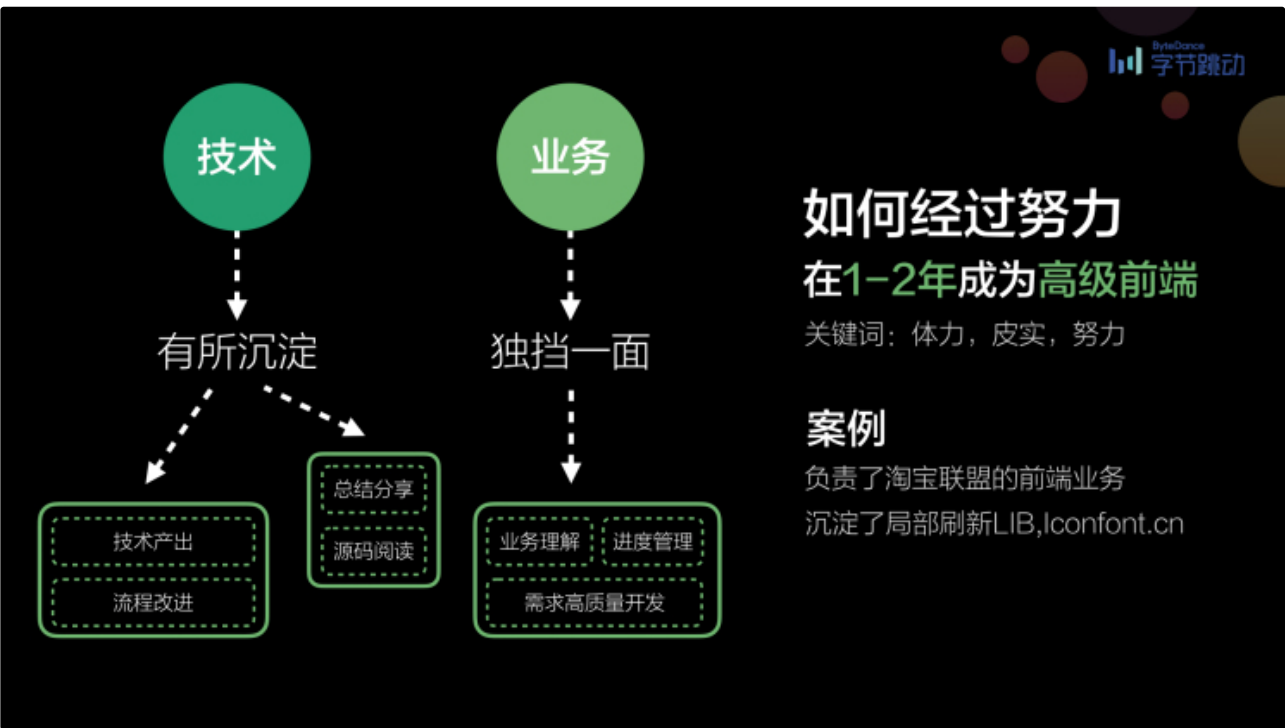 ByteDance
字节跳动
技术
业务
如何经过努力
在1-2年成为高级前端
关键词：体力，皮实，努力
有所沉淀
独挡一面
案例
负责了淘宝联盟的前端业务
沉淀了局部刷新LIB,Iconfont.cn
技术产出
流程改进
总结分享
源码阅读
业务理解
进度管理
需求高质量开发